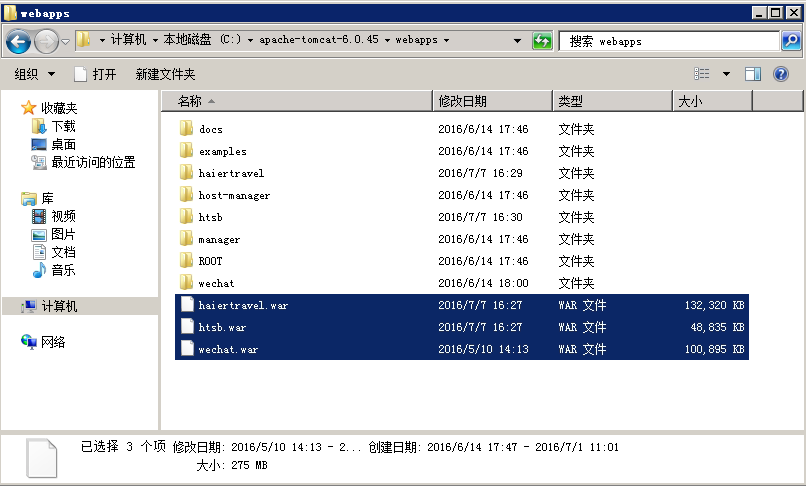 webapps
计算机 本地磁盘 (C:) apache-tomcat-6.0.45 webapps 搜索 webapps
组织 打开 新建文件夹
名称 修改日期 类型 大小
收藏夹
下载
桌面
最近访问的位置
库
视频
图片
文档
音乐
计算机
网络
docs 2016/6/14 17:46 文件夹
examples 2016/6/14 17:46 文件夹
haiertravel 2016/7/7 16:29 文件夹
host-manager 2016/6/14 17:46 文件夹
htsb 2016/7/7 16:30 文件夹
manager 2016/6/14 17:46 文件夹
ROOT 2016/6/14 17:46 文件夹
wechat 2016/6/14 18:00 文件夹
haiertravel.war 2016/7/7 16:27 WAR 文件 132,320 KB
htsb.war 2016/7/7 16:27 WAR 文件 48,835 KB
wechat.war 2016/5/10 14:13 WAR 文件 100,895 KB
已选择 3 个项 修改日期: 2016/5/10 14:13 - 2... 创建日期: 2016/6/14 17:47 - 2016/7/1 11:01
大小: 275 MB